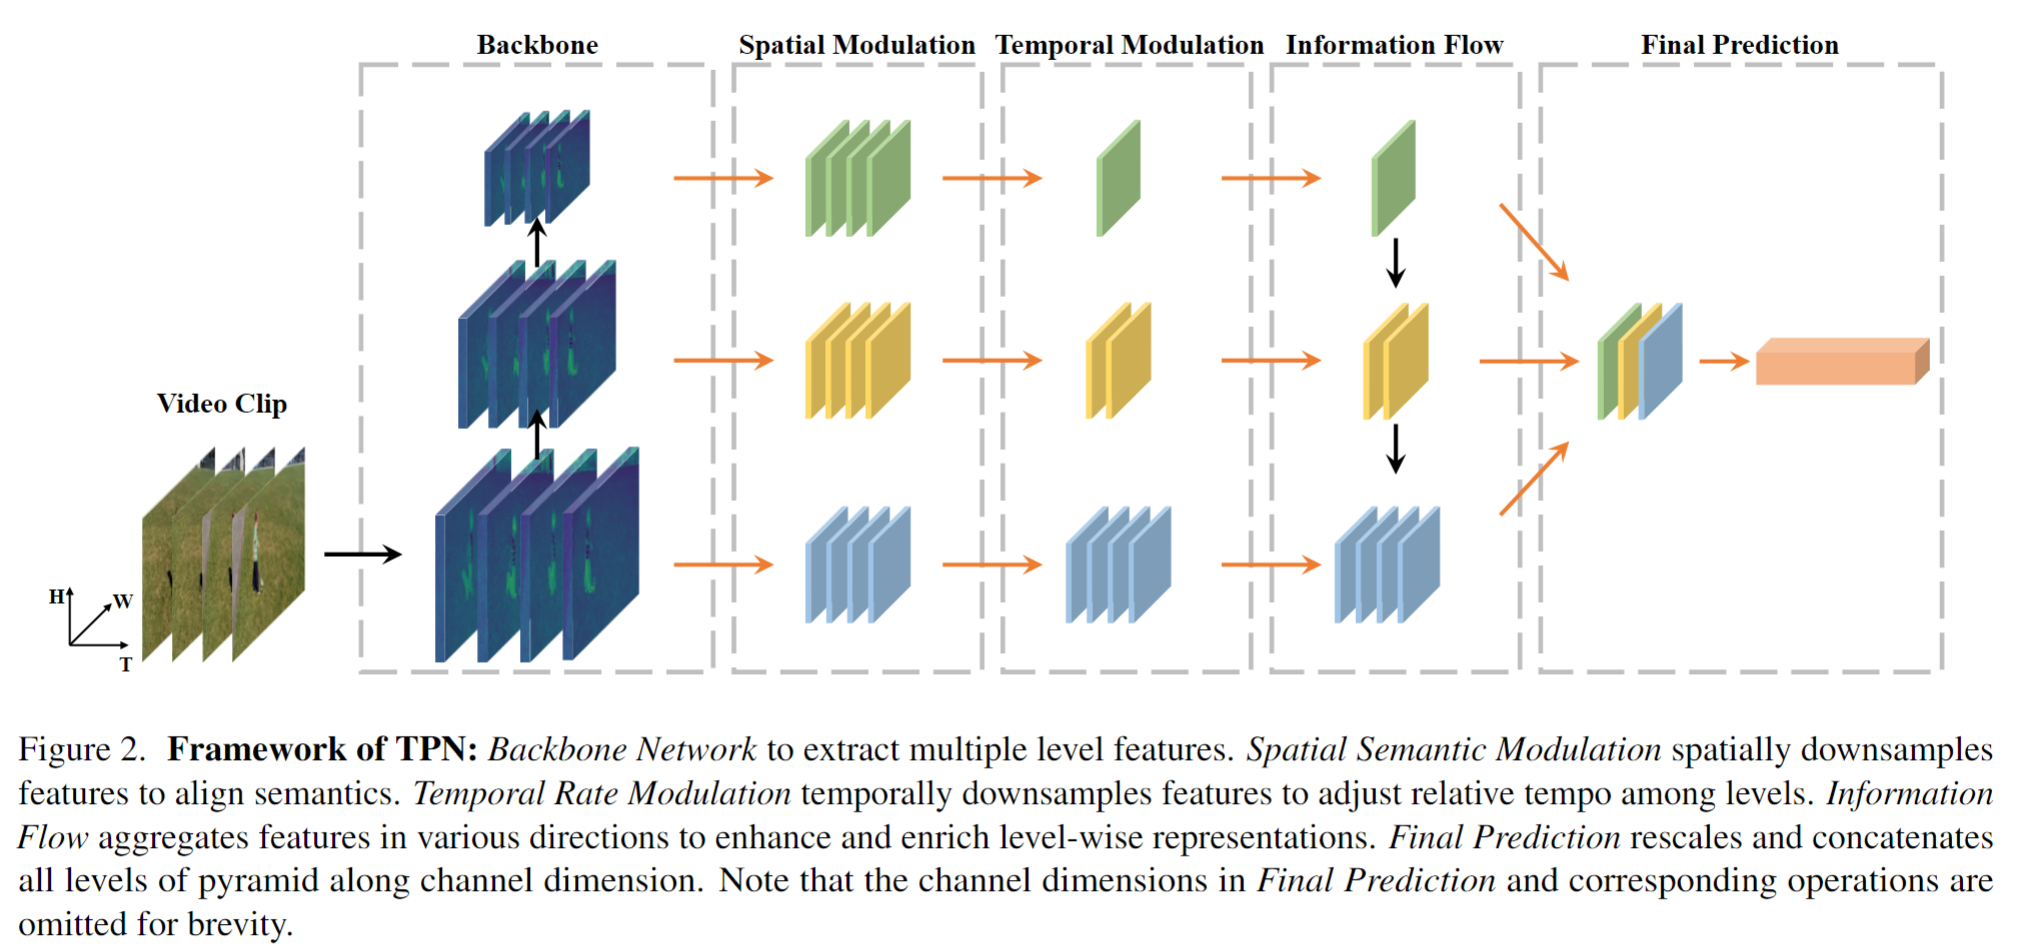 Backbone
Spatial Modulation
Temporal Modulation
Information Flow
Final Prediction
Video Clip
H
W
T
Figure 2. Framework of TPN: Backbone Network to extract multiple level features. Spatial Semantic Modulation spatially downsamples
features to align semantics. Temporal Rate Modulation temporally downsamples features to adjust relative tempo among levels. Information
Flow aggregates features in various directions to enhance and enrich level-wise representations. Final Prediction rescales and concatenates
all levels of pyramid along channel dimension. Note that the channel dimensions in Final Prediction and corresponding operations are
omitted for brevity.